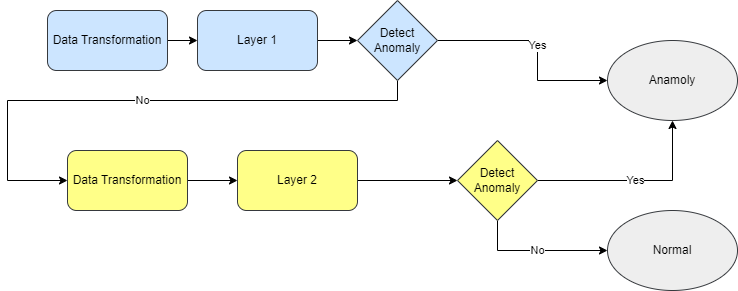 Data Transformation
Layer 1
Detect
Anomaly
Yes
Anamoly
No
Data Transformation
Layer 2
Detect
Anomaly
Yes
No
Normal